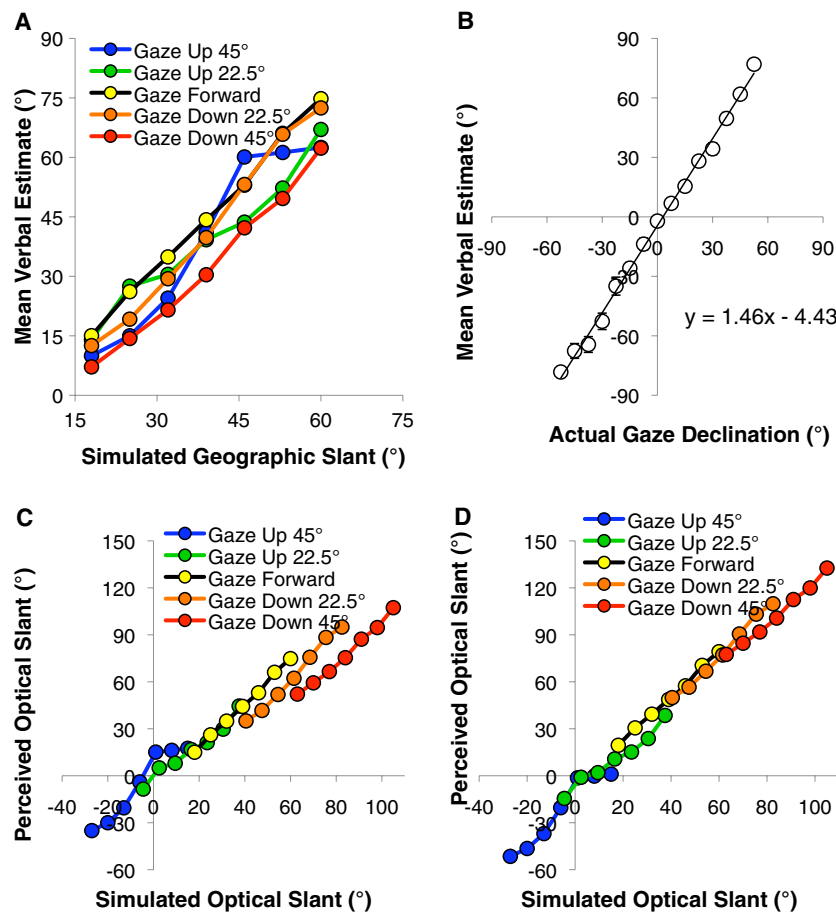 A
90
75
60
45
30
15
0
15
30
45
60
75
Gaze Up 45°
Gaze Up 22.5°
Gaze Forward
Gaze Down 22.5°
Gaze Down 45°
Mean Verbal Estimate (°)
Simulated Geographic Slant (°)
B
90
60
30
0
-30
-60
-90
-90
-60
-30
0
30
60
90
y = 1.46x - 4.43
Mean Verbal Estimate (°)
Actual Gaze Declination (°)
C
150
120
90
60
30
0
-30
-60
-40
-20
0
20
40
60
80
100
Gaze Up 45°
Gaze Up 22.5°
Gaze Forward
Gaze Down 22.5°
Gaze Down 45°
Perceived Optical Slant (°)
Simulated Optical Slant (°)
D
150
120
90
60
30
0
-30
-60
-40
-20
0
20
40
60
80
100
Gaze Up 45°
Gaze Up 22.5°
Gaze Forward
Gaze Down 22.5°
Gaze Down 45°
Perceived Optical Slant (°)
Simulated Optical Slant (°)